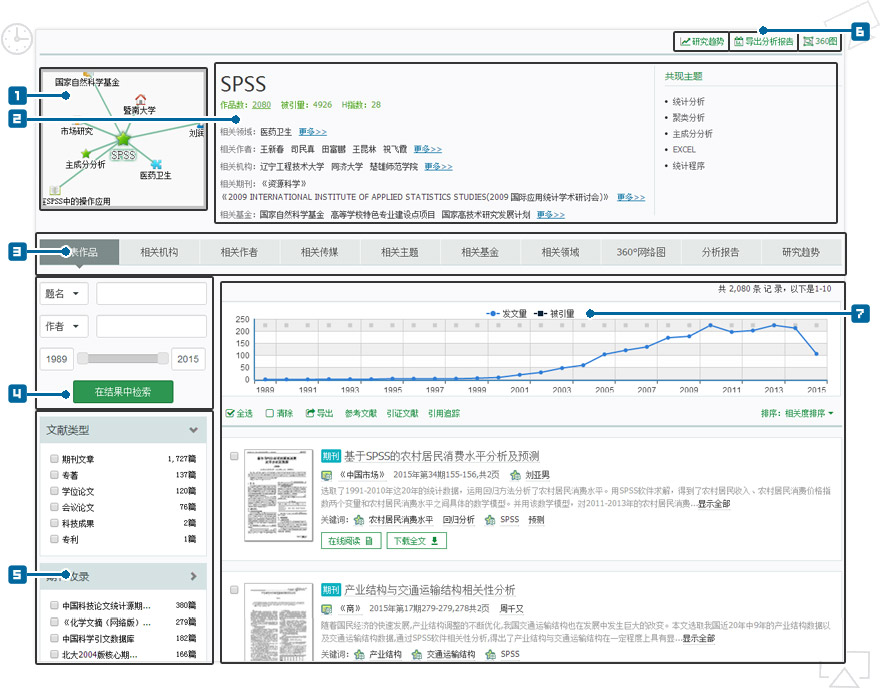 研究趋势 导出分析报告 360图
6
1
2
国家自然科学基金
暨南大学
市场研究
SPSS
主成分分析
医药卫生
SPSS中的操作应用
SPSS
作品数：2080 被引量：4926 H指数：28
相关领域：医药卫生 更多>>
相关作者：王新春 司民真 田富鹏 王昆林 祝飞霞 更多>>
相关机构：辽宁工程技术大学 同济大学 楚雄师范学院 更多>>
相关期刊：《资源科学》
《2009 INTERNATIONAL INSTITUTE OF APPLIED STATISTICS STUDIES(2009 国际应用统计学术研讨会)》 更多>>
相关基金：国家自然科学基金 高等学校特色专业建设点项目 国家高技术研究发展计划 更多>>
共现主题
统计分析
聚类分析
主成分分析
EXCEL
统计程序
3
作品 相关机构 相关作者 相关传媒 相关主题 相关基金 相关领域 360°网络图 分析报告 研究趋势
题名
作者
1989 2015
4
在结果中检索
共 2,080 条 记 录，以下是1-10
7
发文量 被引量
250
200
150
100
50
0
1989 1991 1993 1995 1997 1999 2001 2003 2005 2007 2009 2011 2013 2015
全选 清除 导出 参考文献 引证文献 引用追踪 排序：相关度排序
文献类型
期刊文章 1,727篇
专著 137篇
学位论文 120篇
会议论文 76篇
科技成果 2篇
专利 1篇
5
收录
中国科技论文统计源期... 380篇
《化学文摘（网络版）... 279篇
中国科学引文数据库 182篇
北大2004版核心期... 166篇
期刊 基于SPSS的农村居民消费水平分析及预测
《中国市场》 2015年第34期155-156,共2页 刘亚男
选取了1991-2010年这20年的统计数据，运用回归方法分析了农村居民消费水平。用SPSS软件求解，得到了农村居民收入、农村居民消费价格指
数两个变量和农村居民消费水平之间具体的数学模型。并用该数学模型，对2011-2013年的农村居民消费...显示全部
关键词： 农村居民消费水平 回归分析 SPSS 预测
在线阅读 下载全文
期刊 产业结构与交通运输结构相关性分析
《商》 2015年第17期279-279,278共2页 周千又
随着国民经济的快速发展,产业结构调整的不断优化,我国交通运输结构也在发展中发生巨大的改变。本文选取我国近20年中9年的产业结构数据以
及交通运输结构数据,通过SPSS软件相关性分析,得出了产业结构与交通运输结构在一定程度上具有显...显示全部
关键词： 产业结构 交通运输结构 SPSS